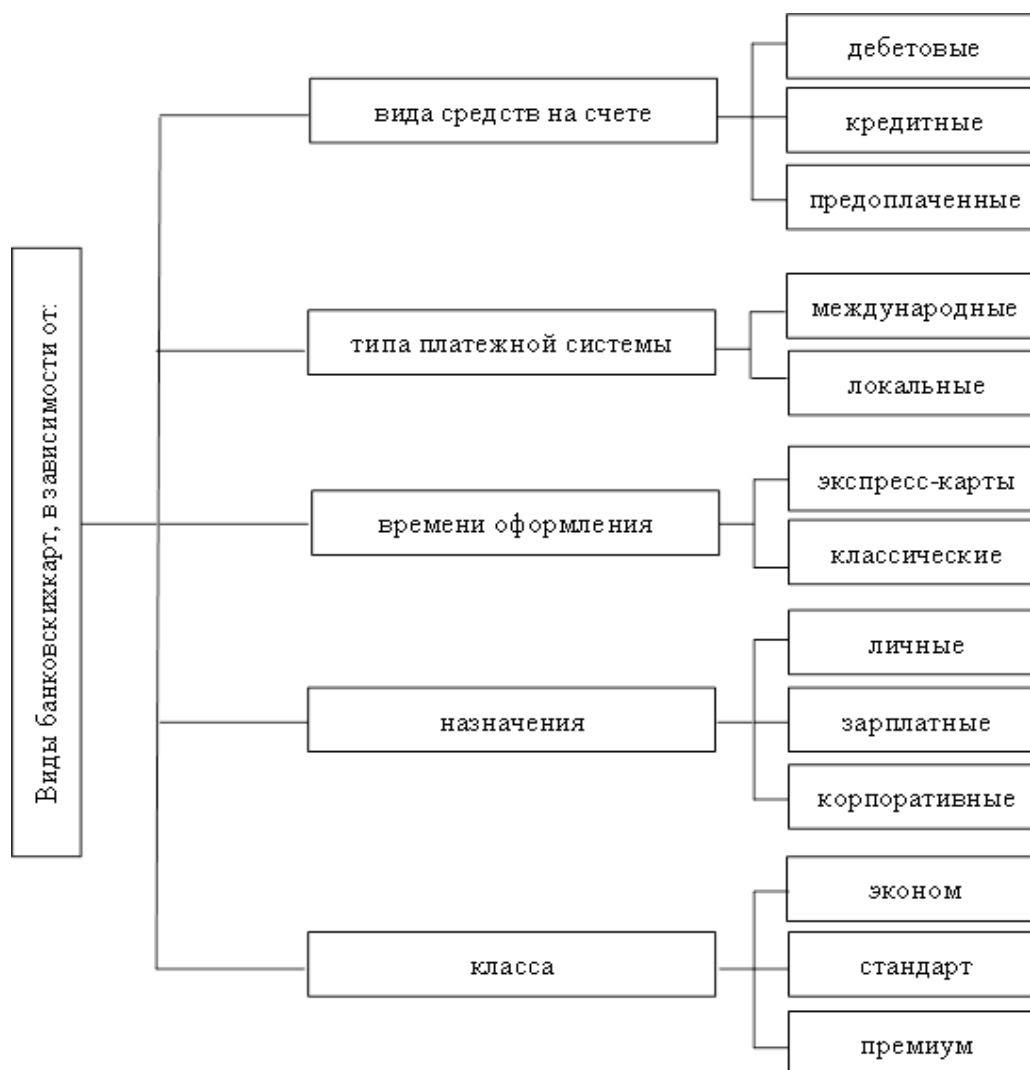 Виды банковскихкарт, в зависимости от:
вида средств на счете
дебетовые
кредитные
предоплаченные
типа платежной системы
международные
локальные
времени оформления
экспресс-карты
классические
назначения
личные
зарплатные
корпоративные
класса
эконом
стандарт
премиум